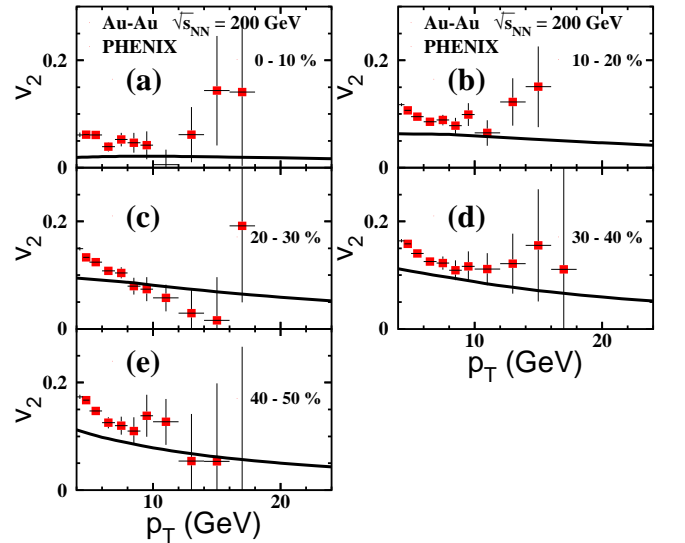 Au-Au √s_NN = 200 GeV
PHENIX
(a) 0 - 10 %
v_2
0.2
0
Au-Au √s_NN = 200 GeV
PHENIX
(b) 10 - 20 %
v_2
0.2
0
(c)
20 - 30 %
v_2
0.2
0
(d) 30 - 40 %
v_2
0.2
0
10 20
p_T (GeV)
(e)
40 - 50 %
v_2
0.2
0
10 20
p_T (GeV)